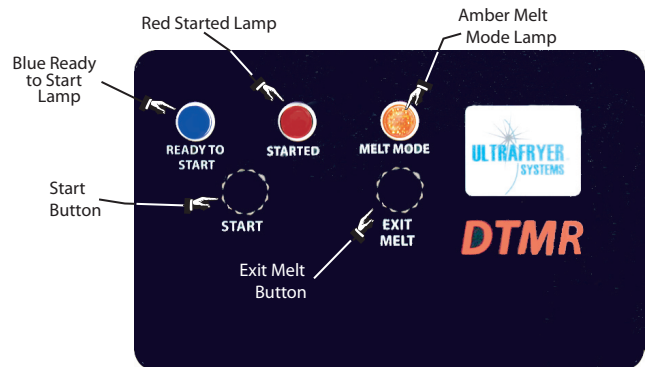 Red Started Lamp
Amber Melt
Mode Lamp
Blue Ready
to Start
Lamp
READY TO
START
STARTED
MELT MODE
ULTRAFRYER
SYSTEMS
Start
Button
START
EXIT
MELT
DTMR
Exit Melt
Button